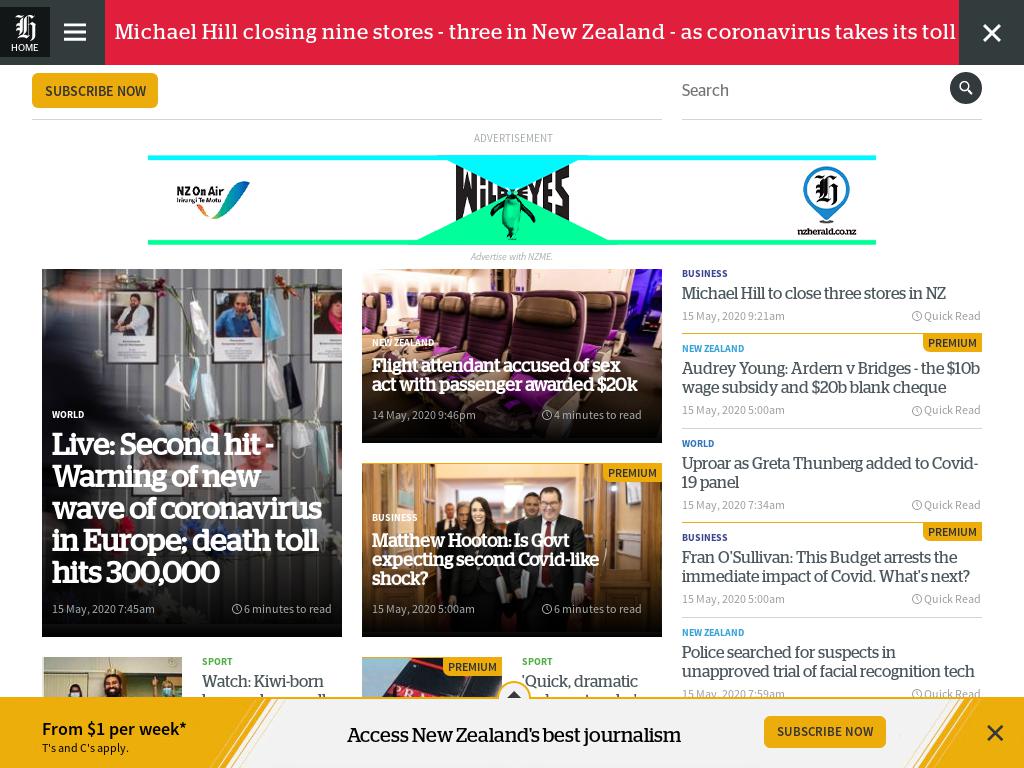 HOME
Michael Hill closing nine stores - three in New Zealand - as coronavirus takes its toll
SUBSCRIBE NOW
Search
ADVERTISEMENT
NZ On Air
Irirangi Te Motu
WILD EYES
nzherald.co.nz
Advertise with NZME.
WORLD
Live: Second hit -
Warning of new
wave of coronavirus
in Europe; death toll
hits 300,000
15 May, 2020 7:45am
6 minutes to read
NEW ZEALAND
Flight attendant accused of sex
act with passenger awarded $20k
14 May, 2020 9:46pm
4 minutes to read
PREMIUM
BUSINESS
Matthew Hooton: Is Govt
expecting second Covid-like
shock?
15 May, 2020 5:00am
6 minutes to read
BUSINESS
Michael Hill to close three stores in NZ
15 May, 2020 9:21am
Quick Read
PREMIUM
NEW ZEALAND
Audrey Young: Ardern v Bridges - the $10b
wage subsidy and $20b blank cheque
15 May, 2020 5:00am
Quick Read
WORLD
Uproar as Greta Thunberg added to Covid-
19 panel
15 May, 2020 7:34am
Quick Read
PREMIUM
BUSINESS
Fran O'Sullivan: This Budget arrests the
immediate impact of Covid. What's next?
15 May, 2020 5:00am
Quick Read
NEW ZEALAND
Police searched for suspects in
unapproved trial of facial recognition tech
15 May, 2020 7:59am
Quick Read
SPORT
Watch: Kiwi-born
PREMIUM
SPORT
'Quick, dramatic
From $1 per week*
T's and C's apply.
Access New Zealand's best journalism
SUBSCRIBE NOW